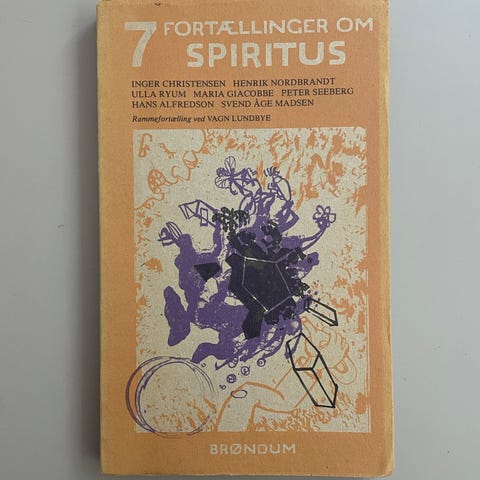 7 FORTÆLLINGER OM
SPIRITUS
INGER CHRISTENSEN HENRIK NORDBRANDT
ULLA RYUM MARIA GIACOBBE PETER SEEBERG
HANS ALFREDSON SVEND ÅGE MADSEN
Rammefortælling ved VAGN LUNDBYE
BRØNDUM